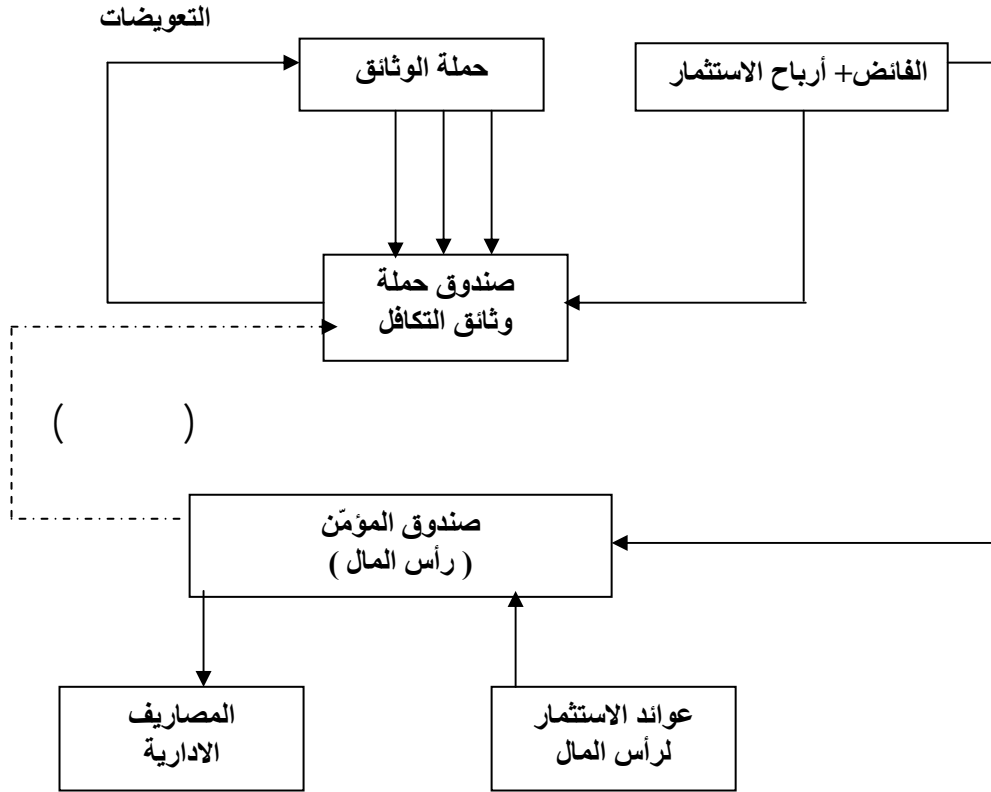 التعويضات
حملة الوثائق
الفائض+ أرباح الاستثمار
صندوق حملة
وثائق التكافل
( )
صندوق المؤمّن
( رأس المال )
المصاريف
الادارية
عوائد الاستثمار
لرأس المال